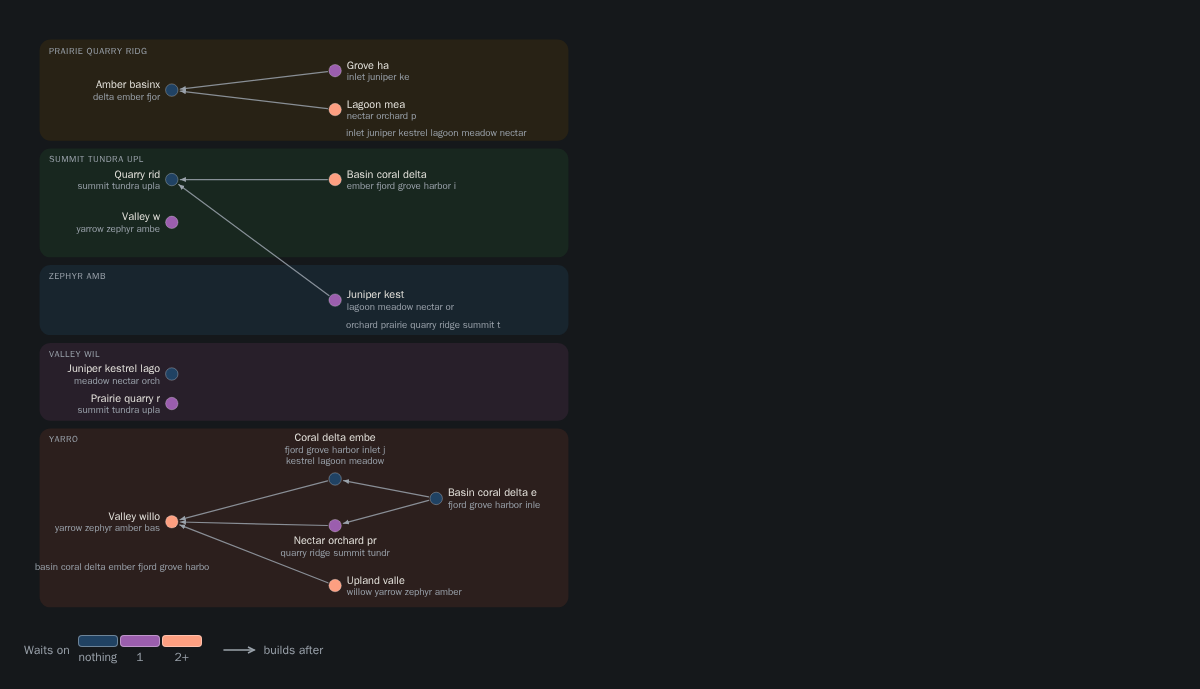 PRAIRIE QUARRY RIDG
Grove ha
inlet juniper ke
Amber basinx
delta ember fjor
Lagoon mea
nectar orchard p
inlet juniper kestrel lagoon meadow nectar
SUMMIT TUNDRA UPL
Quarry rid
summit tundra upla
Basin coral delta
ember fjord grove harbor i
Valley w
yarrow zephyr ambe
ZEPHYR AMB
Juniper kest
lagoon meadow nectar or
orchard prairie quarry ridge summit t
VALLEY WIL
Juniper kestrel lago
meadow nectar orch
Prairie quarry r
summit tundra upla
YARRO
Coral delta embe
fjord grove harbor inlet j
kestrel lagoon meadow
Basin coral delta e
fjord grove harbor inle
Valley willo
yarrow zephyr amber bas
Nectar orchard pr
quarry ridge summit tundr
basin coral delta ember fjord grove harbo
Upland valle
willow yarrow zephyr amber
Waits on
nothing
1
2+
builds after